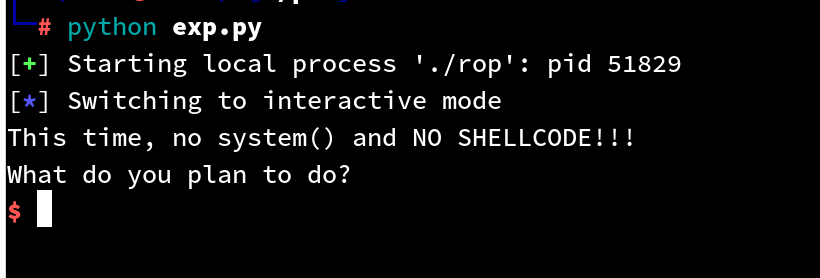 # python exp.py
[+] Starting local process './rop': pid 51829
[*] Switching to interactive mode
This time, no system() and NO SHELLCODE!!!
What do you plan to do?
$